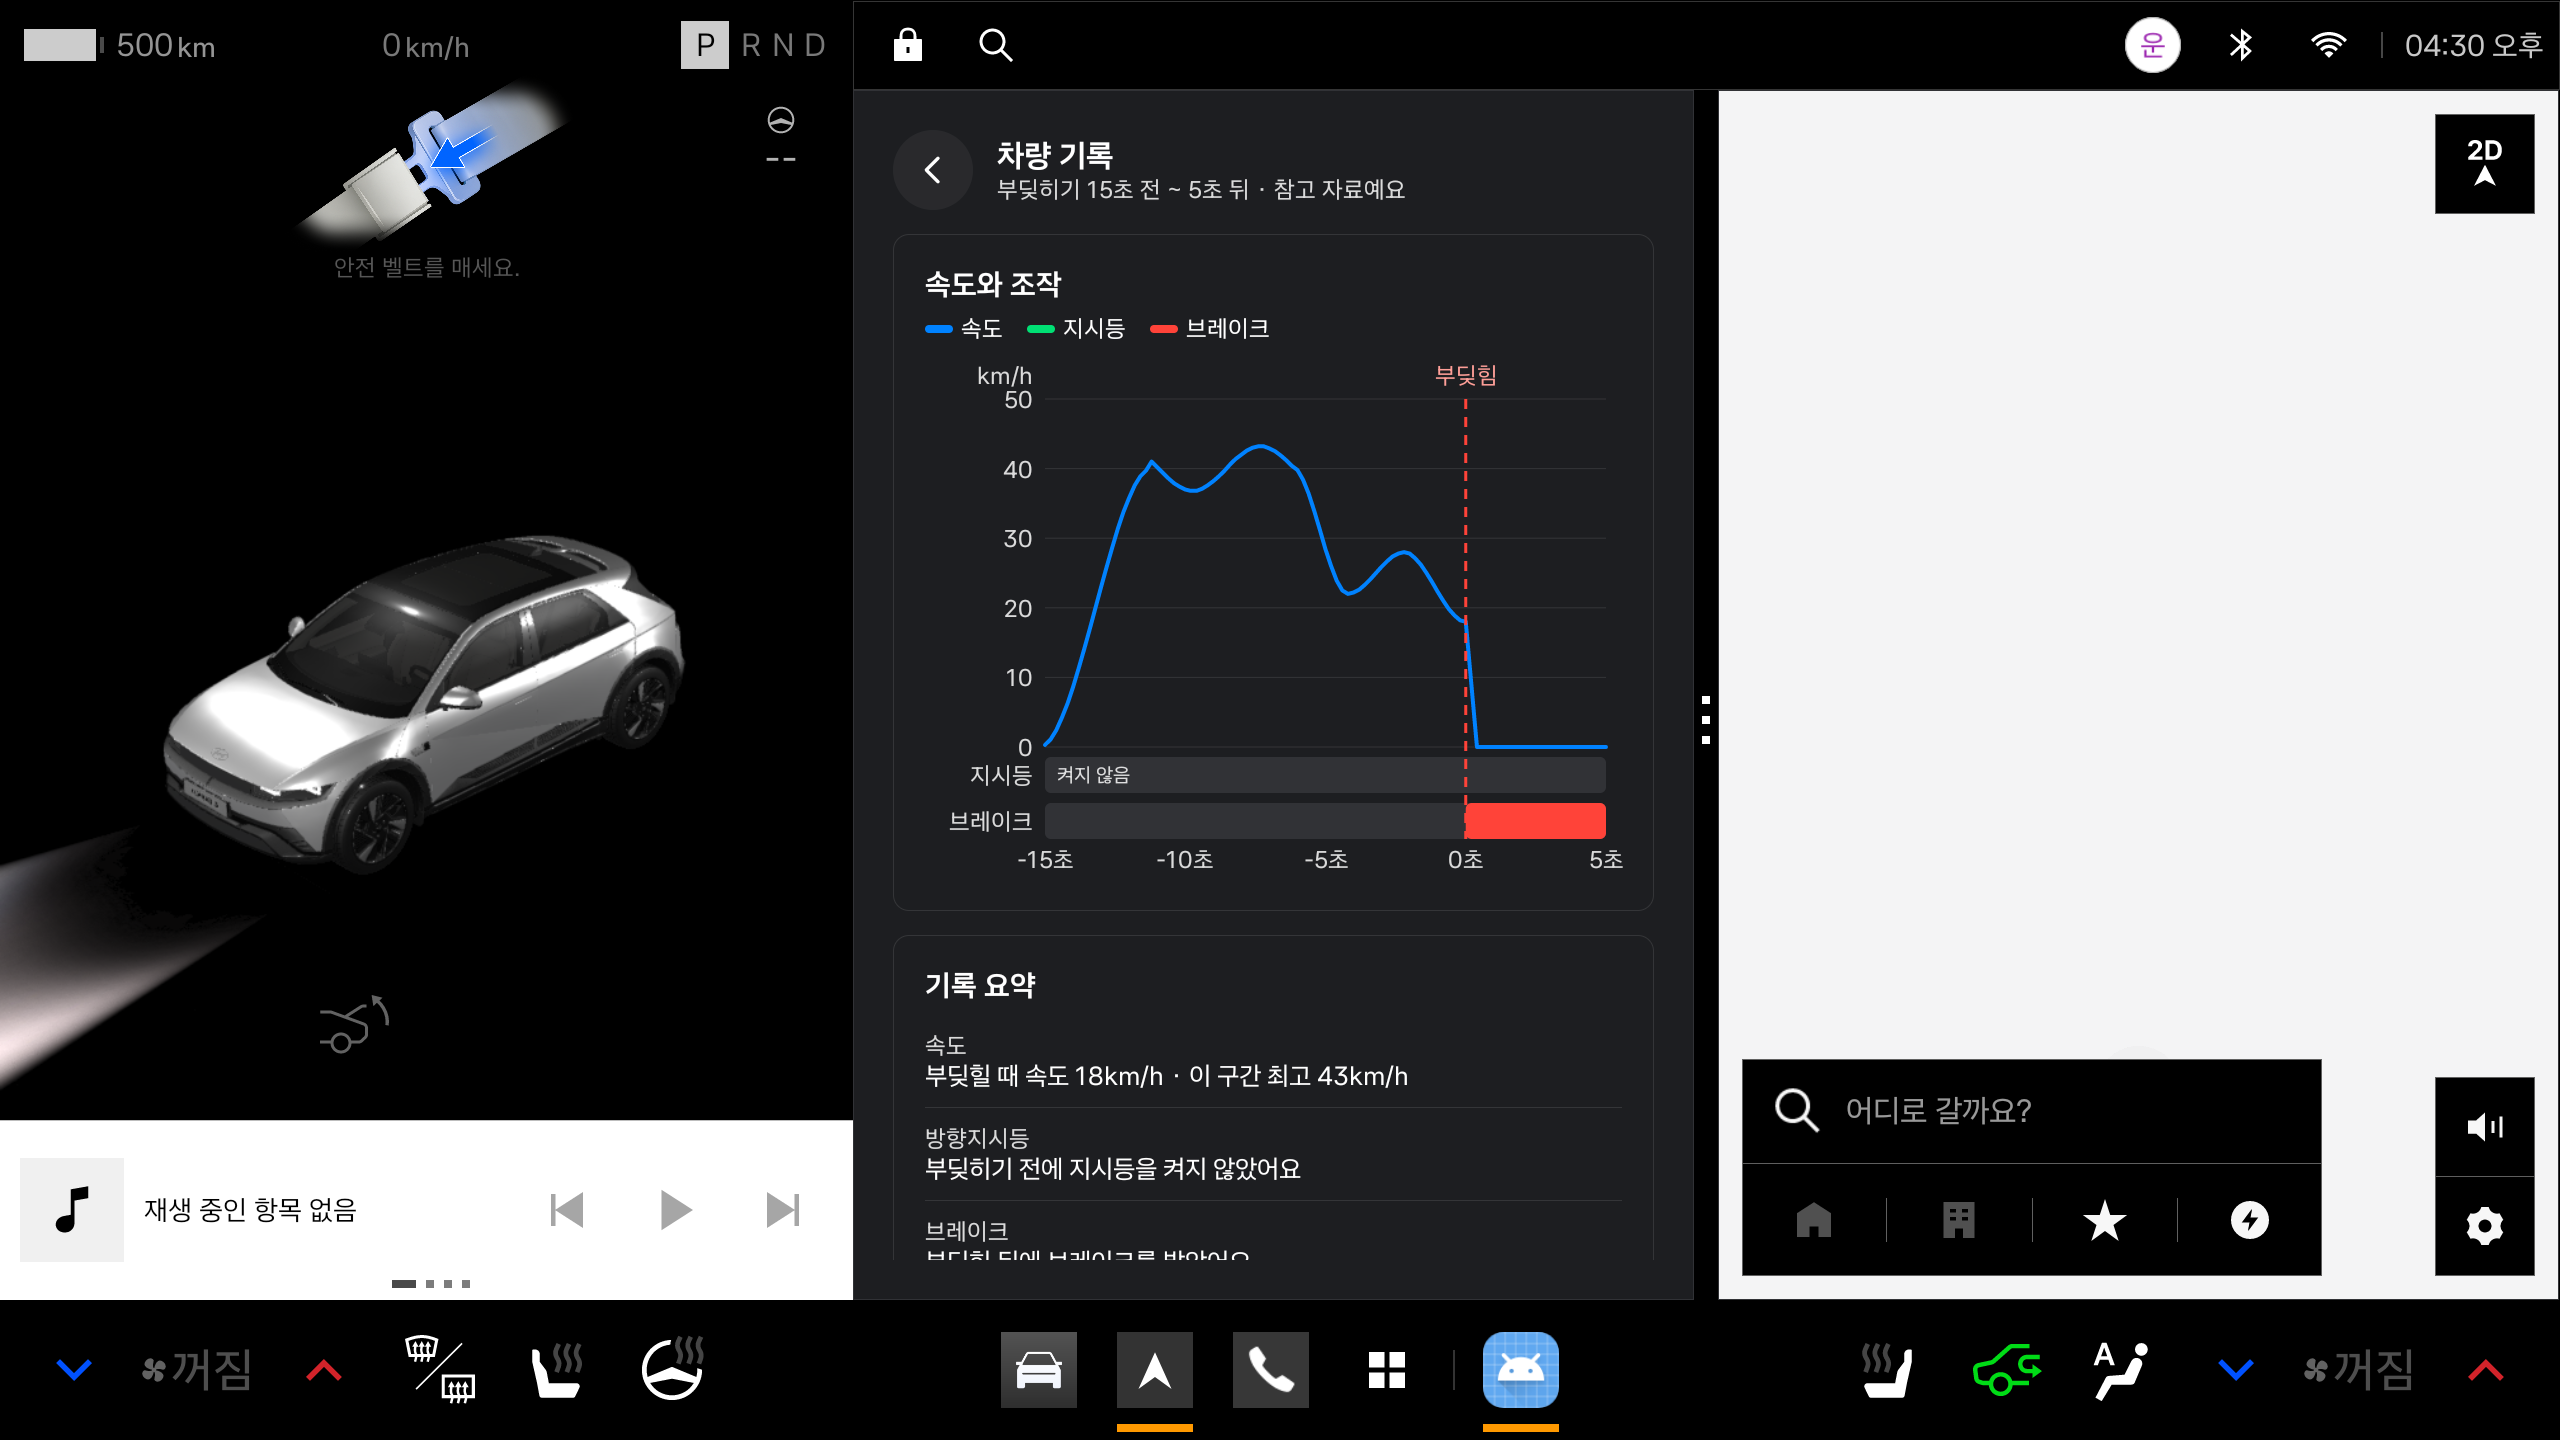 500 km
0 km/h
P R N D
안전 벨트를 매세요.
재생 중인 항목 없음
운
04:30 오후
차량 기록
부딪히기 15초 전 ~ 5초 뒤 · 참고 자료예요
속도와 조작
속도
지시등
브레이크
km/h
부딪힘
50
40
30
20
10
0
지시등
켜지 않음
브레이크
-15초
-10초
-5초
0초
5초
기록 요약
속도
부딪힐 때 속도 18km/h · 이 구간 최고 43km/h
방향지시등
부딪히기 전에 지시등을 켜지 않았어요
브레이크
2D
어디로 갈까요?
꺼짐
A
꺼짐